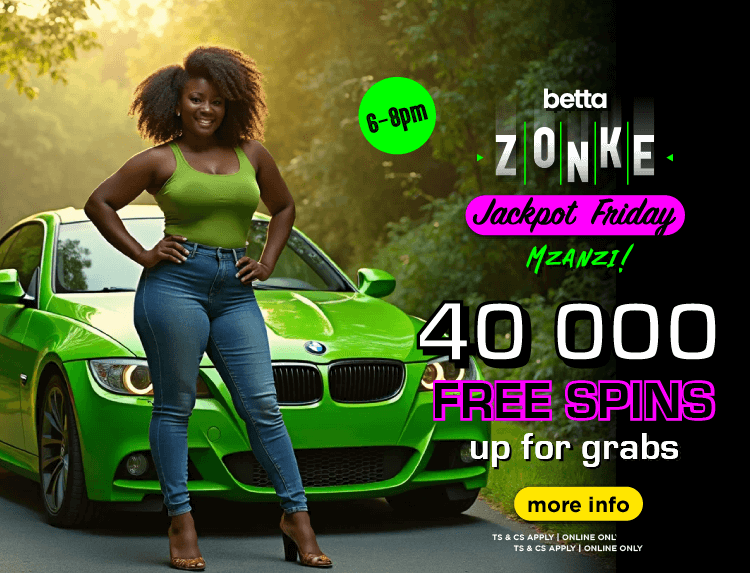 6-8pm
betta
ZONKE
Jackpot Friday
MZANZI!
40 000
FREE SPINS
up for grabs
more info
TS & CS APPLY | ONLINE ONL
TS & CS APPLY | ONLINE ONLY